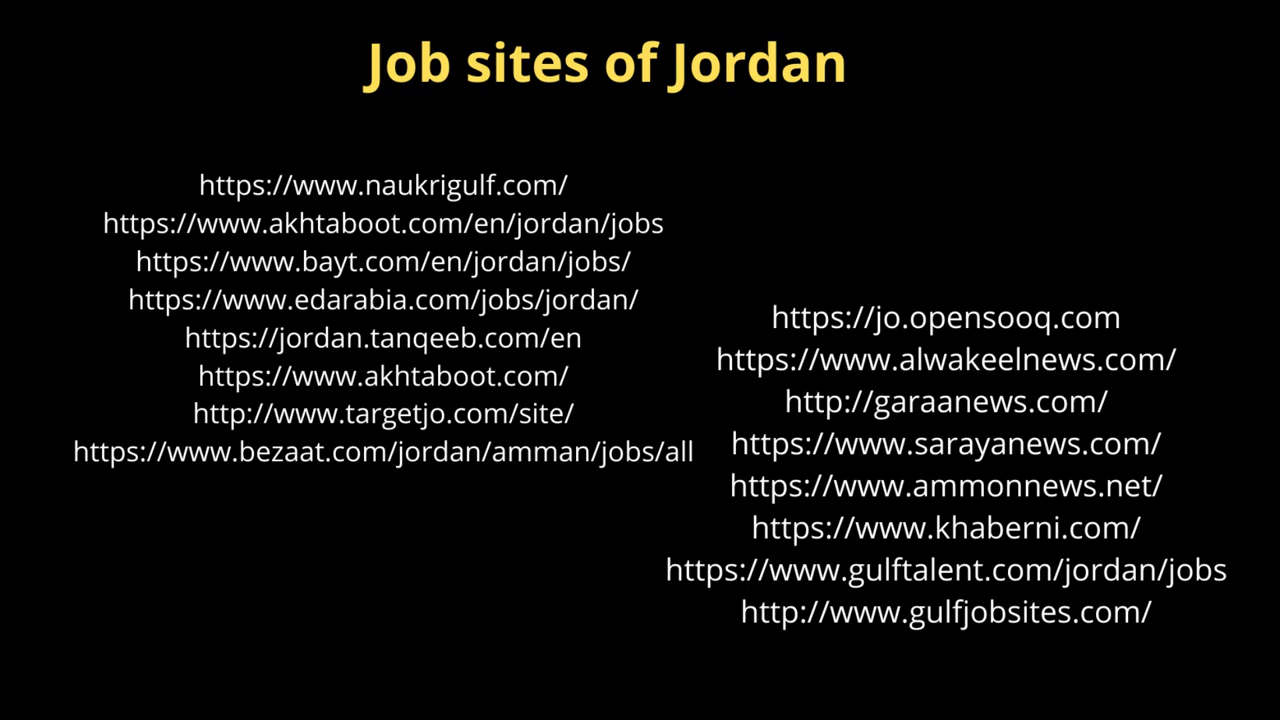 Job sites of Jordan
https://www.naukrigulf.com/
https://www.akhtaboot.com/en/jordan/jobs
https://www.bayt.com/en/jordan/jobs/
https://www.edarabia.com/jobs/jordan/
https://jordan.tanqeeb.com/en
https://www.akhtaboot.com/
http://www.targetjo.com/site/
https://www.bezaat.com/jordan/amman/jobs/all
https://jo.opensooq.com
https://www.alwakeelnews.com/
http://garaanews.com/
https://www.sarayanews.com/
https://www.ammonnews.net/
https://www.khaberni.com/
https://www.gulftalent.com/jordan/jobs
http://www.gulfjobsites.com/